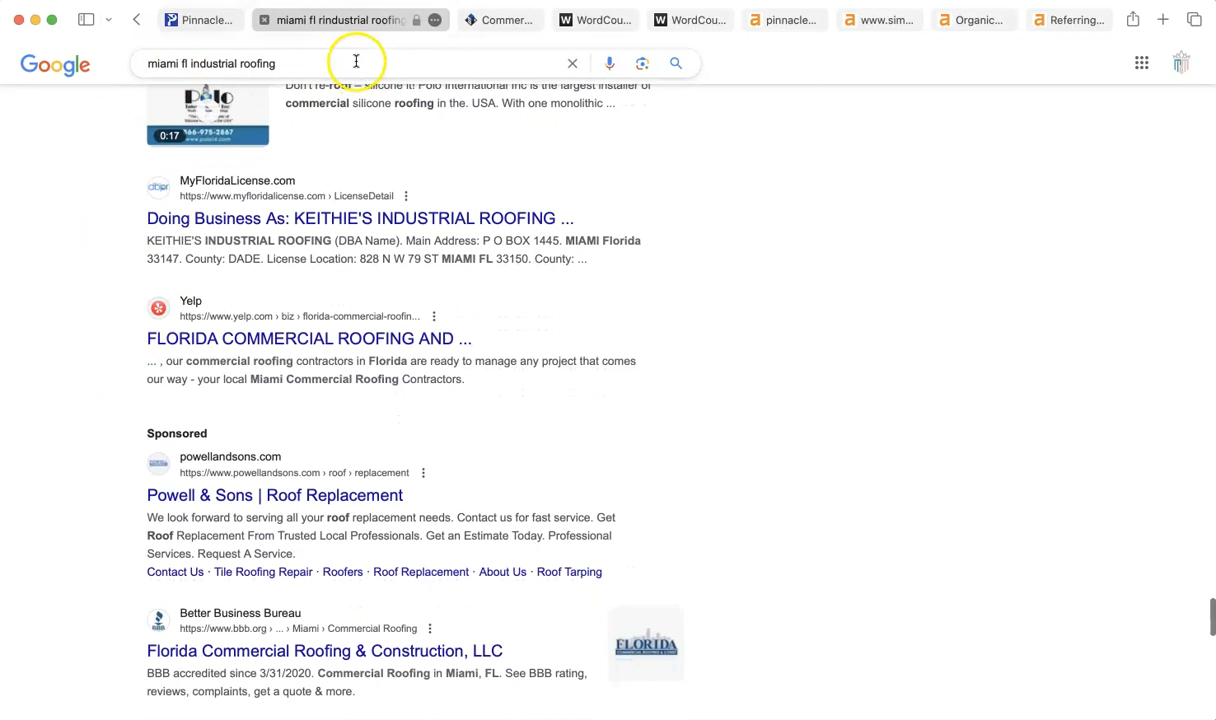 Pinnacle...
miami fl rindustrial roofing
Commer...
WordCou...
WordCou...
pinnacle...
www.sim...
Organic...
Referring...
Google
miami fl industrial roofing
Don't re-roof – silicone it! Polo International Inc is the largest installer of
commercial silicone roofing in the. USA. With one monolithic ...
Polo
866-975-2667
0:17
dbpr
MyFloridaLicense.com
https://www.myfloridalicense.com › LicenseDetail
Doing Business As: KEITHIE'S INDUSTRIAL ROOFING ...
KEITHIE'S INDUSTRIAL ROOFING (DBA Name). Main Address: P O BOX 1445. MIAMI Florida
33147. County: DADE. License Location: 828 N W 79 ST MIAMI FL 33150. County: ...
Yelp
https://www.yelp.com › biz › florida-commercial-roofin...
FLORIDA COMMERCIAL ROOFING AND ...
... , our commercial roofing contractors in Florida are ready to manage any project that comes
our way - your local Miami Commercial Roofing Contractors.
Sponsored
powellandsons.com
https://www.powellandsons.com › roof › replacement
Powell & Sons | Roof Replacement
We look forward to serving all your roof replacement needs. Contact us for fast service. Get
Roof Replacement From Trusted Local Professionals. Get an Estimate Today. Professional
Services. Request A Service.
Contact Us · Tile Roofing Repair · Roofers · Roof Replacement · About Us · Roof Tarping
Better Business Bureau
https://www.bbb.org › ... › Miami › Commercial Roofing
Florida Commercial Roofing & Construction, LLC
BBB accredited since 3/31/2020. Commercial Roofing in Miami, FL. See BBB rating,
reviews, complaints, get a quote & more.
FLORIDA